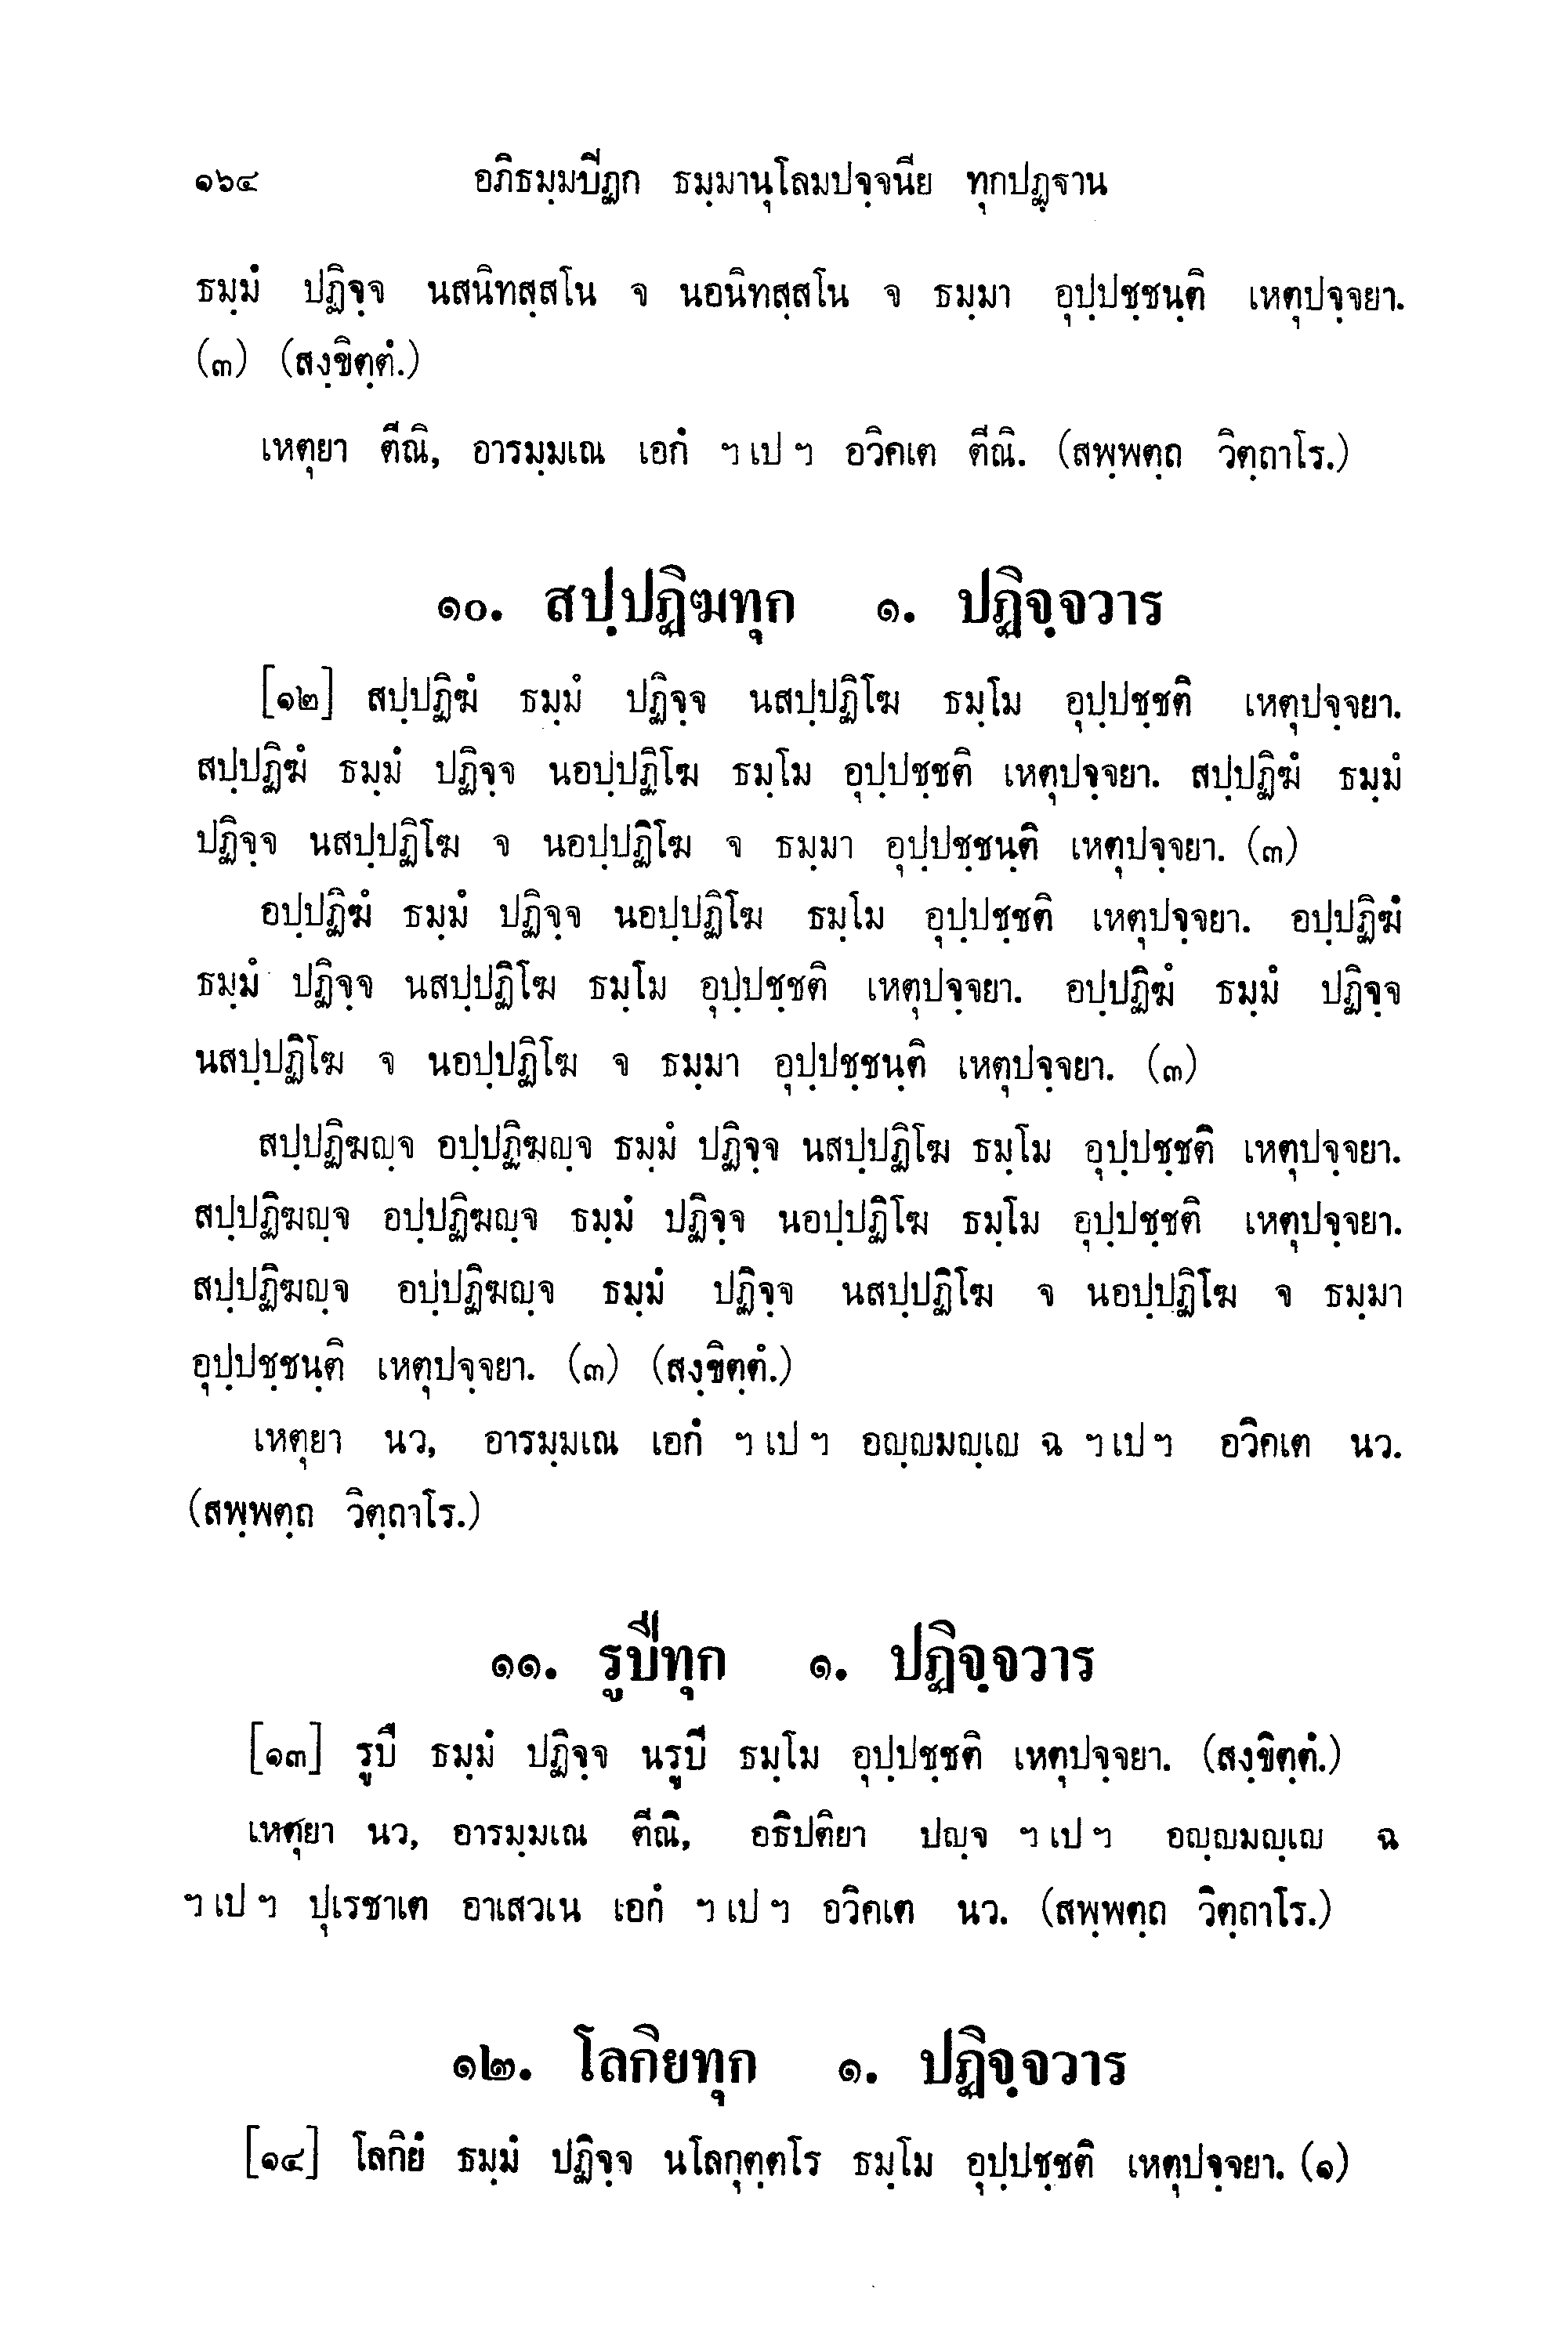 ๑๖๔ อภิธมฺมปีฏก ธมฺมานุโลมปจฺจนีย ทุกปฏฺฐาน
ธมฺมํ ปฏิจฺจ นสนิทสฺสโน จ นอนิทสฺสโน จ ธมฺมา อุปฺปชฺชนฺติ เหตุปจฺจยา.
(๓) (สงฺขิตฺตํ.)
เหตุยา ตีณิ, อารมฺมเณ เอกํ ฯ เป ฯ อวิคเต ตีณิ. (สพฺพตฺถ วิตฺถาโร.)
๑๐. สปฺปฏิฆทุก ๑. ปฏิจฺจวาร
[๑๒] สปฺปฏิฆํ ธมฺมํ ปฏิจฺจ นสปฺปฏิโฆ ธมฺโม อุปฺปชฺชติ เหตุปจฺจยา.
สปฺปฏิฆํ ธมฺมํ ปฏิจฺจ นอปฺปฏิโฆ ธมฺโม อุปฺปชฺชติ เหตุปจฺจยา. สปฺปฏิฆํ ธมฺมํ
ปฏิจฺจ นสปฺปฏิโฆ จ นอปฺปฏิโฆ จ ธมฺมา อุปฺปชฺชนฺติ เหตุปจฺจยา. (๓)
อปฺปฏิฆํ ธมฺมํ ปฏิจฺจ นอปฺปฏิโฆ ธมฺโม อุปฺปชฺชติ เหตุปจฺจยา. อปฺปฏิฆํ
ธมฺมํ ปฏิจฺจ นสปฺปฏิโฆ ธมฺโม อุปฺปชฺชติ เหตุปจฺจยา. อปฺปฏิฆํ ธมฺมํ ปฏิจฺจ
นสปฺปฏิโฆ จ นอปฺปฏิโฆ จ ธมฺมา อุปฺปชฺชนฺติ เหตุปจฺจยา. (๓)
สปฺปฏิฆญฺจ อปฺปฏิฆญฺจ ธมฺมํ ปฏิจฺจ นสปฺปฏิโฆ ธมฺโม อุปฺปชฺชติ เหตุปจฺจยา.
สปฺปฏิฆญฺจ อปฺปฏิฆญฺจ ธมฺมํ ปฏิจฺจ นอปฺปฏิโฆ ธมฺโม อุปฺปชฺชติ เหตุปจฺจยา.
สปฺปฏิฆญฺจ อปฺปฏิฆญฺจ ธมฺมํ ปฏิจฺจ นสปฺปฏิโฆ จ นอปฺปฏิโฆ จ ธมฺมา
อุปฺปชฺชนฺติ เหตุปจฺจยา. (๓) (สงฺขิตฺตํ.)
เหตุยา นว, อารมฺมเณ เอกํ ฯ เป ฯ อญฺญมญฺเญ ฉ ฯ เป ฯ อวิคเต นว.
(สพฺพตฺถ วิตฺถาโร.)
๑๑. รูปีทุก ๑. ปฏิจฺจวาร
[๑๓] รูปี ธมฺมํ ปฏิจฺจ นรูปี ธมฺโม อุปฺปชฺชติ เหตุปจฺจยา. (สงฺขิตฺตํ.)
เหตุยา นว, อารมฺมเณ ตีณิ, อธิปติยา ปญฺจ ฯ เป ฯ อญฺญมญฺเญ ฉ
ฯ เป ฯ ปุเรชาเต อาเสวเน เอกํ ฯ เป ฯ อวิคเต นว. (สพฺพตฺถ วิตฺถาโร.)
๑๒. โลกิยทุก ๑. ปฏิจฺจวาร
[๑๔] โลกิยํ ธมฺมํ ปฏิจฺจ นโลกุตฺตโร ธมฺโม อุปฺปชฺชติ เหตุปจฺจยา. (๑)